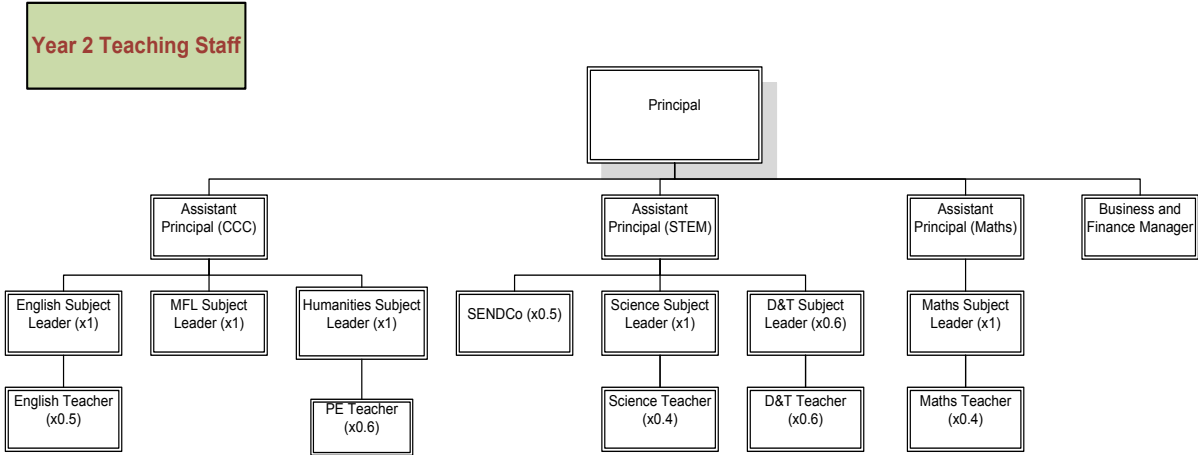 Year 2 Teaching Staff
Principal
Assistant
Principal (CCC)
Assistant
Principal (STEM)
Assistant
Principal (Maths)
Business and
Finance Manager
English Subject
Leader (x1)
MFL Subject
Leader (x1)
Humanities Subject
Leader (x1)
SENDCo (x0.5)
Science Subject
Leader (x1)
D&T Subject
Leader (x0.6)
Maths Subject
Leader (x1)
English Teacher
(x0.5)
PE Teacher
(x0.6)
Science Teacher
(x0.4)
D&T Teacher
(x0.6)
Maths Teacher
(x0.4)